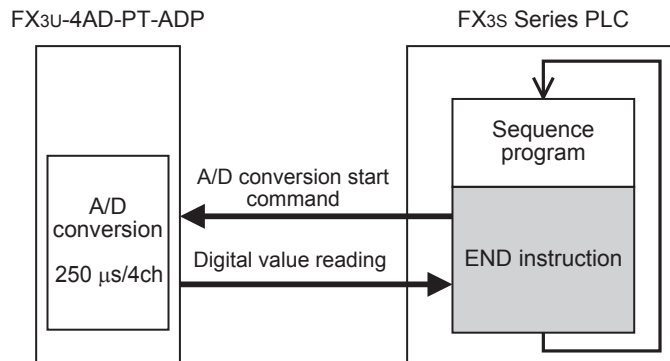 FX3U-4AD-PT-ADP
FX3S Series PLC
Sequence
program
A/D conversion start
command
A/D
conversion
250 μs/4ch
Digital value reading
END instruction